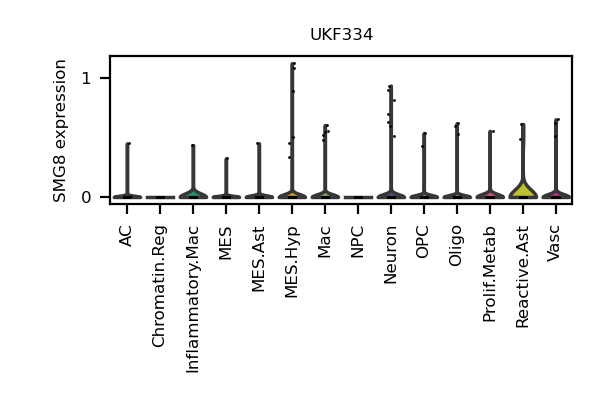 UKF334
SMG8 expression
1
0
AC
Chromatin.Reg
Inflammatory.Mac
MES
MES.Ast
MES.Hyp
Mac
NPC
Neuron
OPC
Oligo
Prolif.Metab
Reactive.Ast
Vasc